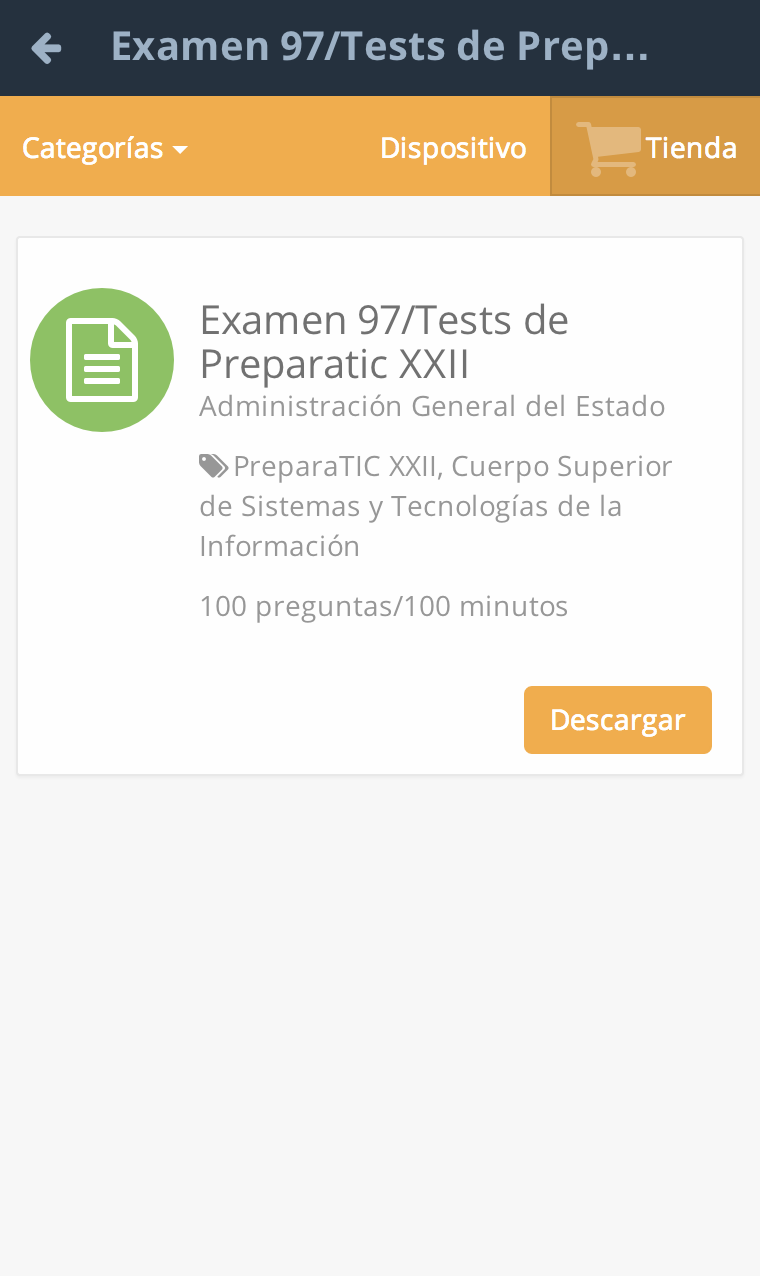 Examen 97/Tests de Prep...
Categorías
Dispositivo
Tienda
Examen 97/Tests de
Preparatic XXII
Administración General del Estado
PreparaTIC XXII, Cuerpo Superior
de Sistemas y Tecnologías de la
Información
100 preguntas/100 minutos
Descargar